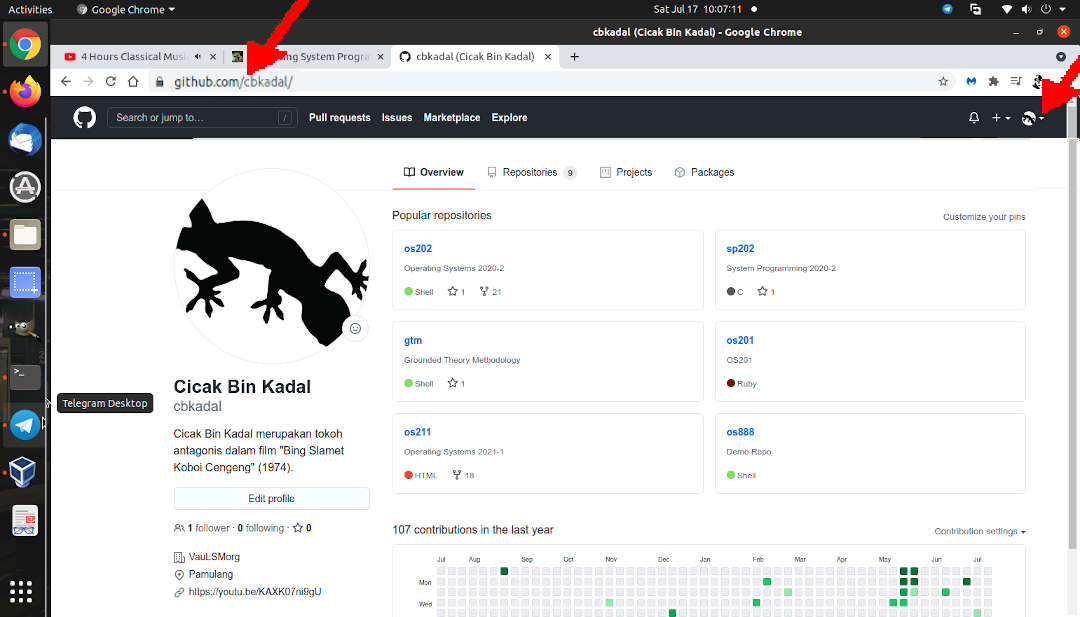 Activities
Google Chrome
Sat Jul 17 10:07:11
cbkadal (Cicak Bin Kadal) - Google Chrome
4 Hours Classical Musi
ing System Progra
cbkadal (Cicak Bin Kadal)
github.com/cbkadal/
Search or jump to...
/
Pull requests
Issues
Marketplace
Explore
Overview
Repositories 9
Projects
Packages
Popular repositories
Customize your pins
os202
Operating Systems 2020-2
Shell 1 21
sp202
System Programming 2020-2
C 1
gtm
Grounded Theory Methodology
Shell 1
os201
OS201
Ruby
os211
Operating Systems 2021-1
HTML 18
os888
Demo Repo
Shell
Telegram Desktop
Cicak Bin Kadal
cbkadal
Cicak Bin Kadal merupakan tokoh
antagonis dalam film "Bing Slamet
Koboi Cengeng" (1974).
Edit profile
1 follower · 0 following · 0
VauLSMorg
Pamulang
https://youtu.be/KAXK07ni9gU
107 contributions in the last year
Contribution settings
Jul Aug Sep Oct Nov Dec Jan Feb Mar Apr May Jun Jul
Mon
Wed